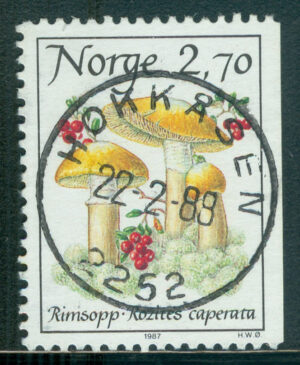 Norge 2,70
HOKKÅSEN
22-2-88
2252
Rimsopp · Rozites caperata
1987 H.W.Ø